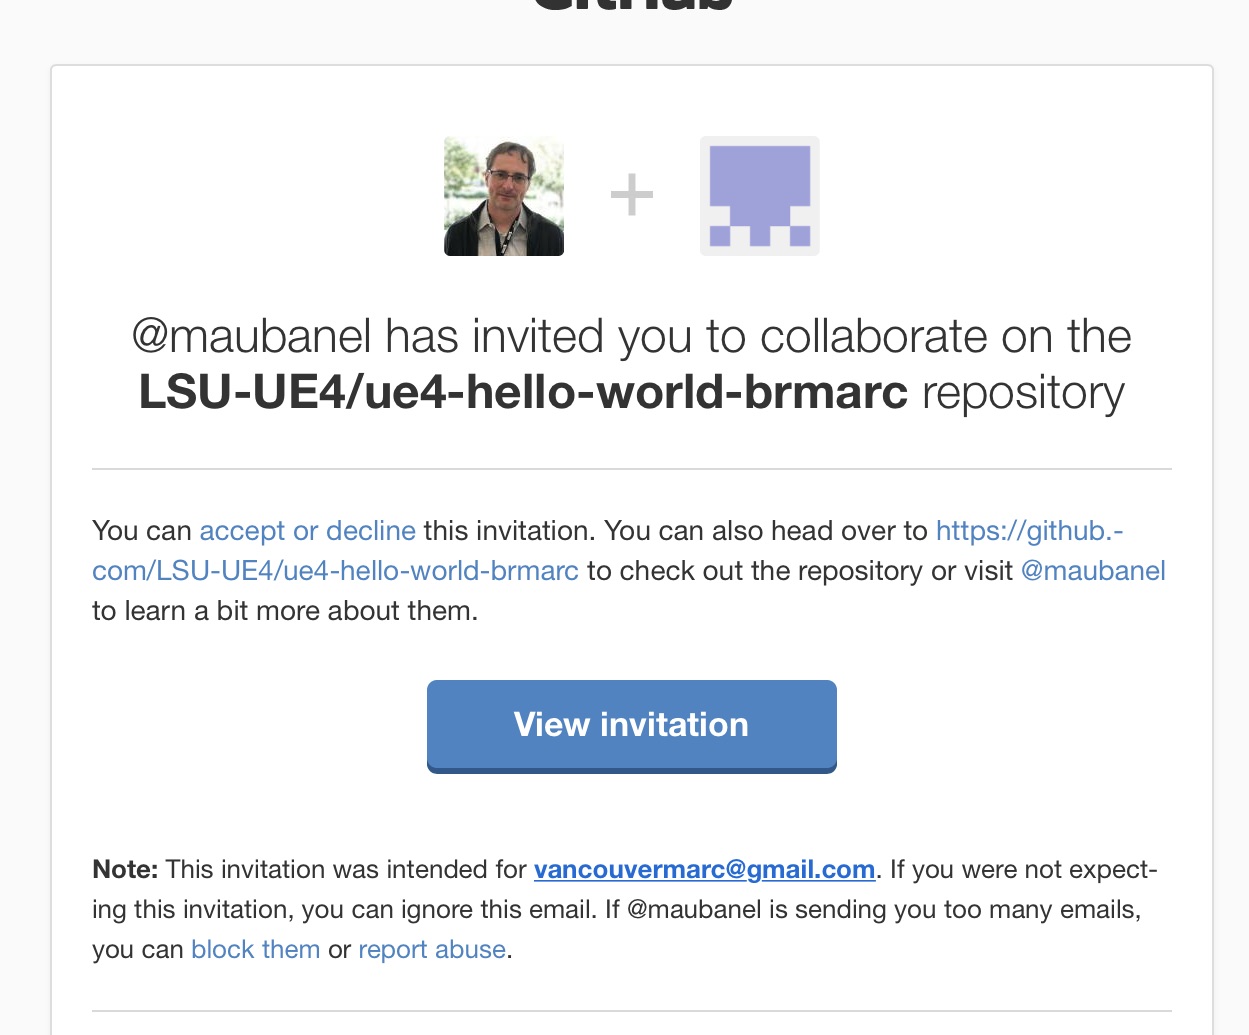 GitHub
@maubanel has invited you to collaborate on the
LSU-UE4/ue4-hello-world-brmarc repository
You can accept or decline this invitation. You can also head over to https://github.-
com/LSU-UE4/ue4-hello-world-brmarc to check out the repository or visit @maubanel
to learn a bit more about them.
View invitation
Note: This invitation was intended for vancouvermarc@gmail.com. If you were not expect-
ing this invitation, you can ignore this email. If @maubanel is sending you too many emails,
you can block them or report abuse.